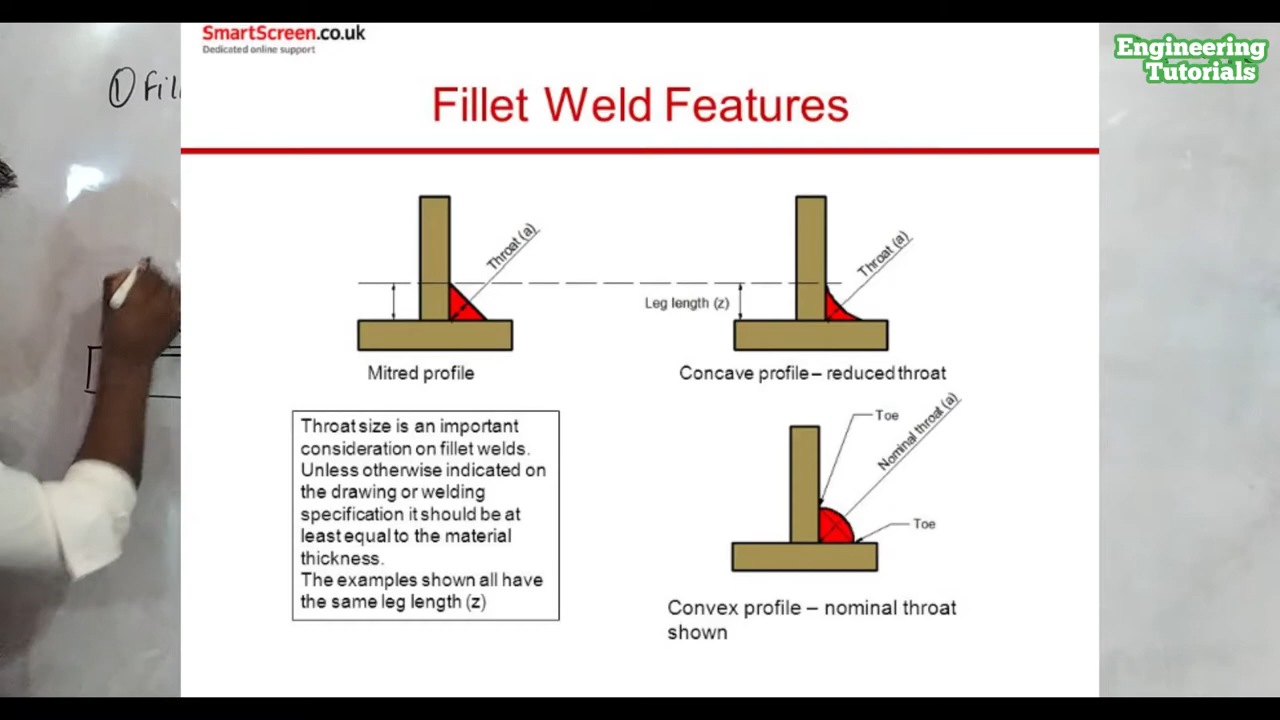 SmartScreen.co.uk
Dedicated online support
Engineering
Tutorials
① Fil
Fillet Weld Features
Throat (a)
Throat (a)
Leg length (z)
Mitred profile
Concave profile – reduced throat
Throat size is an important
consideration on fillet welds.
Unless otherwise indicated on
the drawing or welding
specification it should be at
least equal to the material
thickness.
The examples shown all have
the same leg length (z)
Toe
Nominal throat (a)
Toe
Convex profile – nominal throat
shown